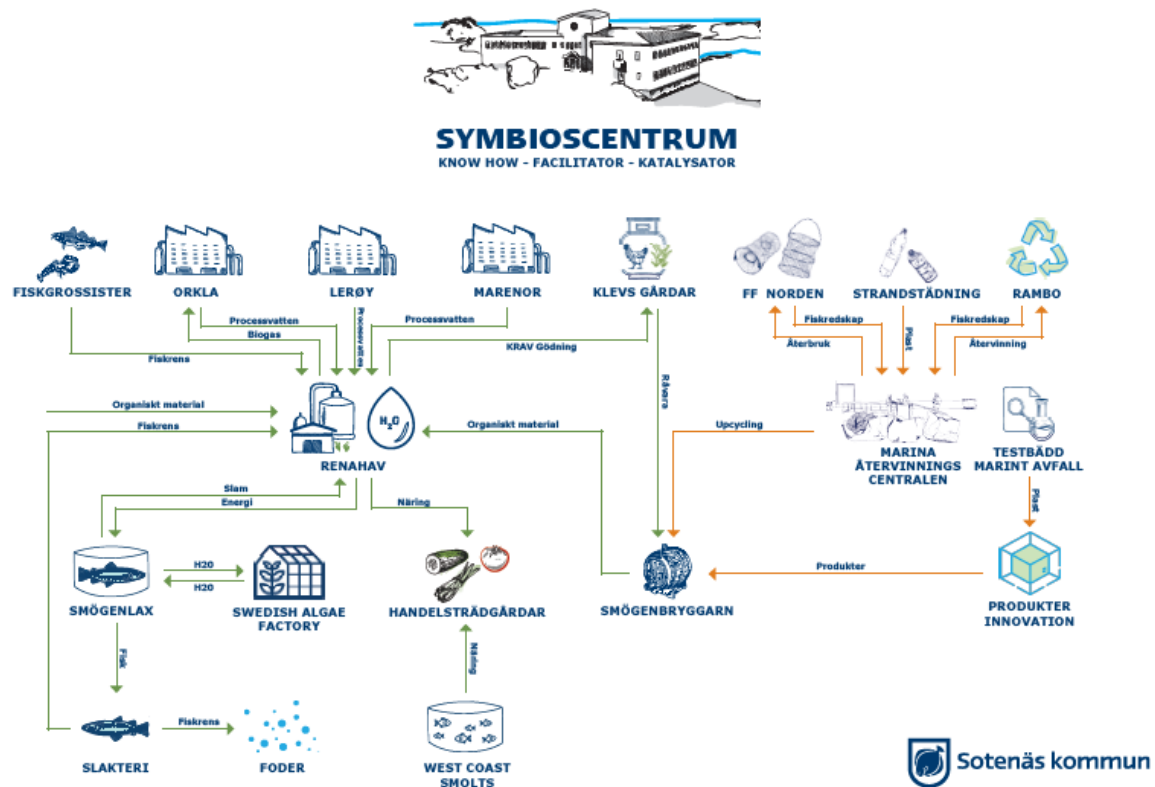 SYMBIOSCENTRUM
KNOW HOW - FACILITATOR - KATALYSATOR
FISKGROSSISTER
ORKLA
LERØY
MARENOR
KLEVS GÅRDAR
FF NORDEN
STRANDSTÄDNING
RAMBO
Processvatten
Biogas
Processvatten
Processvatten
Fiskrens
KRAV Gödning
Råvara
Fiskredskap
Återbruk
Plast
Fiskredskap
Återvinning
Organiskt material
Fiskrens
H2O
RENAHAV
Organiskt material
Upcycling
MARINA
ÅTERVINNINGS
CENTRALEN
TESTBÄDD
MARINT AVFALL
Plast
Slam
Energi
Näring
H20
H20
SMÖGENLAX
SWEDISH ALGAE
FACTORY
HANDELSTRÄDGÅRDAR
SMÖGENBRYGGARN
Produkter
PRODUKTER
INNOVATION
Fisk
Näring
Fiskrens
SLAKTERI
FODER
WEST COAST
SMOLTS
Sotenäs kommun